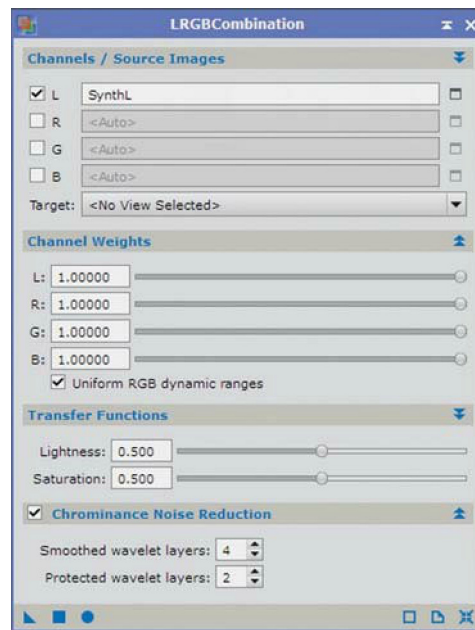 LRGBCombination
Channels / Source Images
L SynthL
R <Auto>
G <Auto>
B <Auto>
Target: <No View Selected>
Channel Weights
L: 1.00000
R: 1.00000
G: 1.00000
B: 1.00000
Uniform RGB dynamic ranges
Transfer Functions
Lightness: 0.500
Saturation: 0.500
Chrominance Noise Reduction
Smoothed wavelet layers: 4
Protected wavelet layers: 2